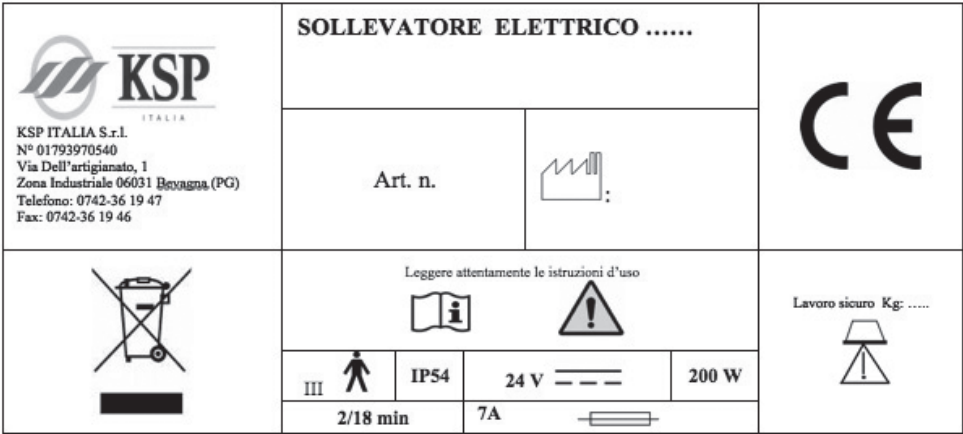 SOLLEVATORE ELETTRICO ......
KSP
ITALIA
KSP ITALIA S.r.l.
N° 01793970540
Via Dell'artigianato, 1
Zona Industriale 06031 Bevagna (PG)
Telefono: 0742-36 19 47
Fax: 0742-36 19 46
Art. n.
:
CE
Leggere attentamente le istruzioni d'uso
i
!
Lavoro sicuro Kg: .....
III
IP54
24 V
200 W
2/18 min
7A